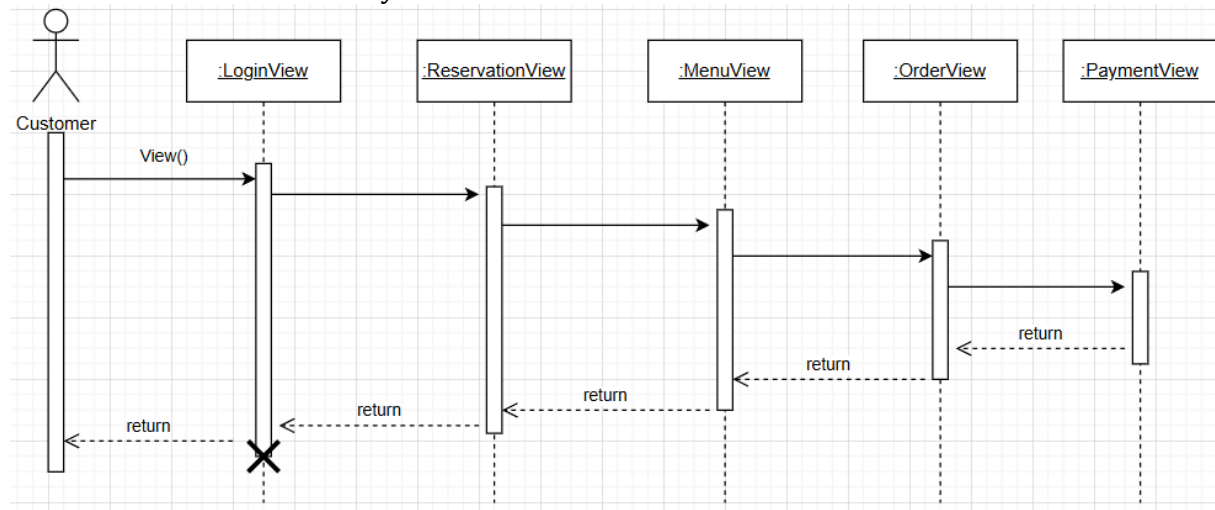 :LoginView
:ReservationView
:MenuView
:OrderView
:PaymentView
Customer
View()
return
return
return
return
return